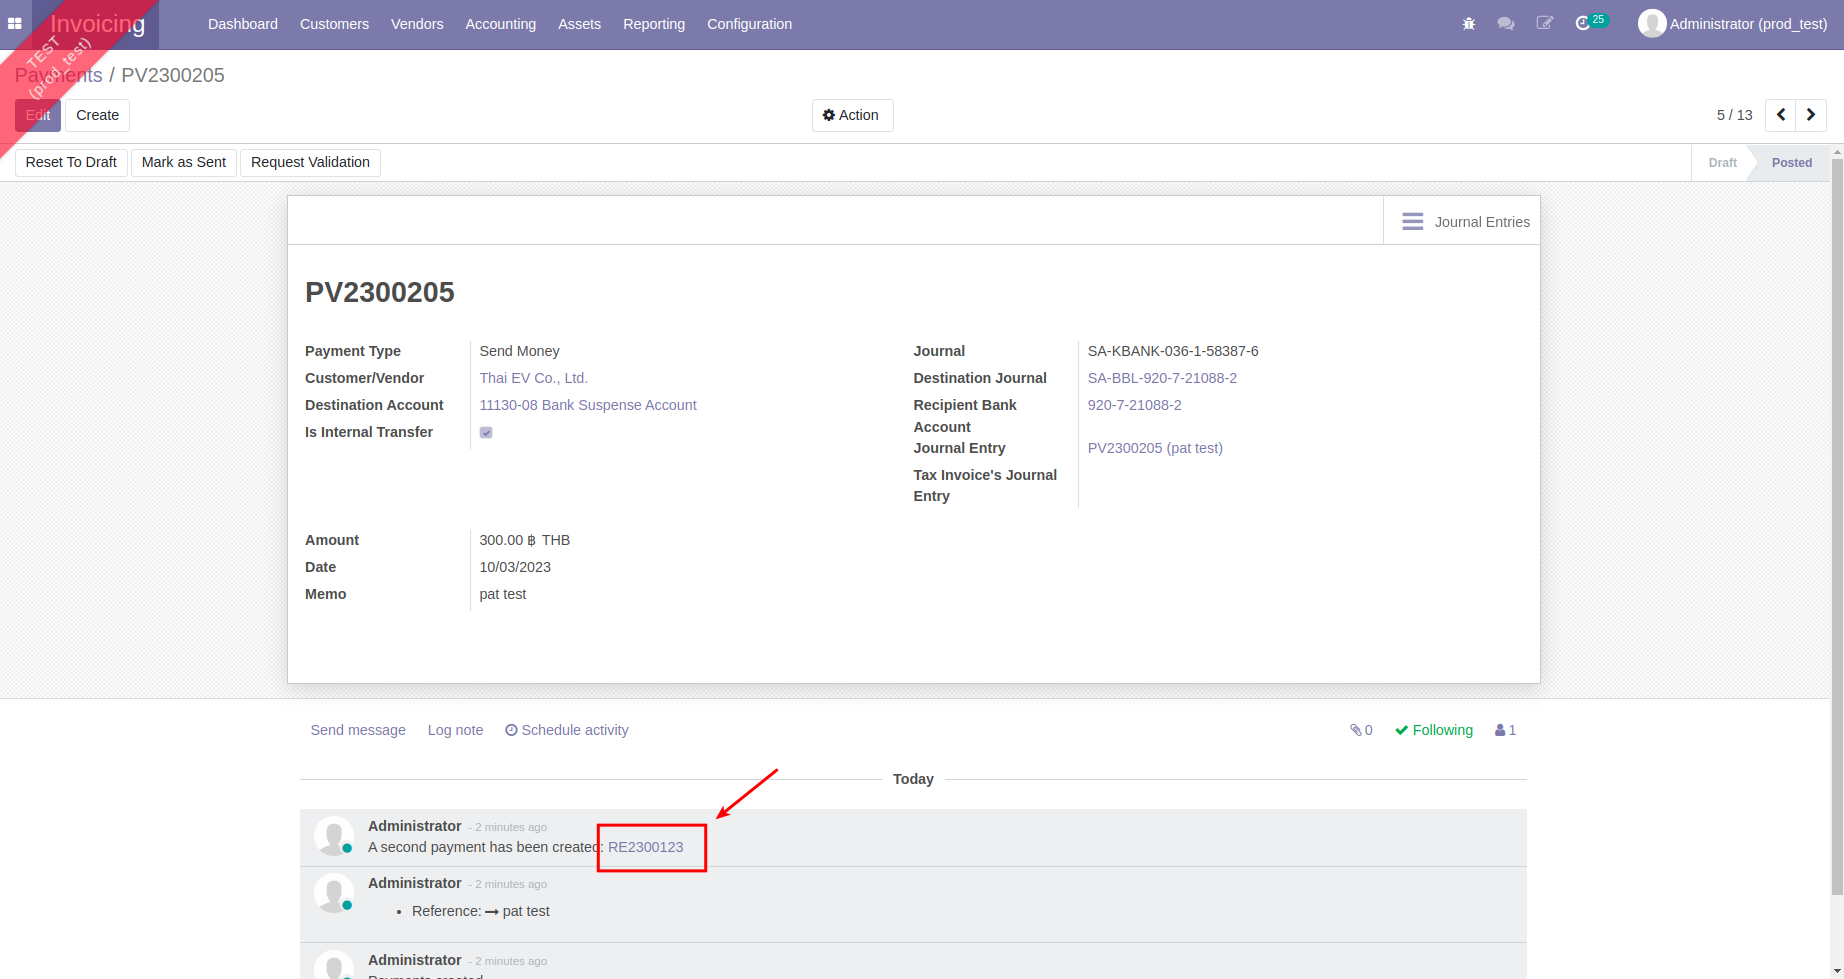 Invoicing
Dashboard Customers Vendors Accounting Assets Reporting Configuration
25
Administrator (prod_test)
TEST
(prod_test)
Payments / PV2300205
Edit Create
Action
5 / 13
Reset To Draft Mark as Sent Request Validation
Draft Posted
Journal Entries
PV2300205
Payment Type Send Money
Customer/Vendor Thai EV Co., Ltd.
Destination Account 11130-08 Bank Suspense Account
Is Internal Transfer
Journal SA-KBANK-036-1-58387-6
Destination Journal SA-BBL-920-7-21088-2
Recipient Bank 920-7-21088-2
Account
Journal Entry PV2300205 (pat test)
Tax Invoice's Journal
Entry
Amount 300.00 ฿ THB
Date 10/03/2023
Memo pat test
Send message Log note Schedule activity
0 Following 1
Today
Administrator - 2 minutes ago
A second payment has been created: RE2300123
Administrator - 2 minutes ago
• Reference: → pat test
Administrator - 2 minutes ago
Payments created